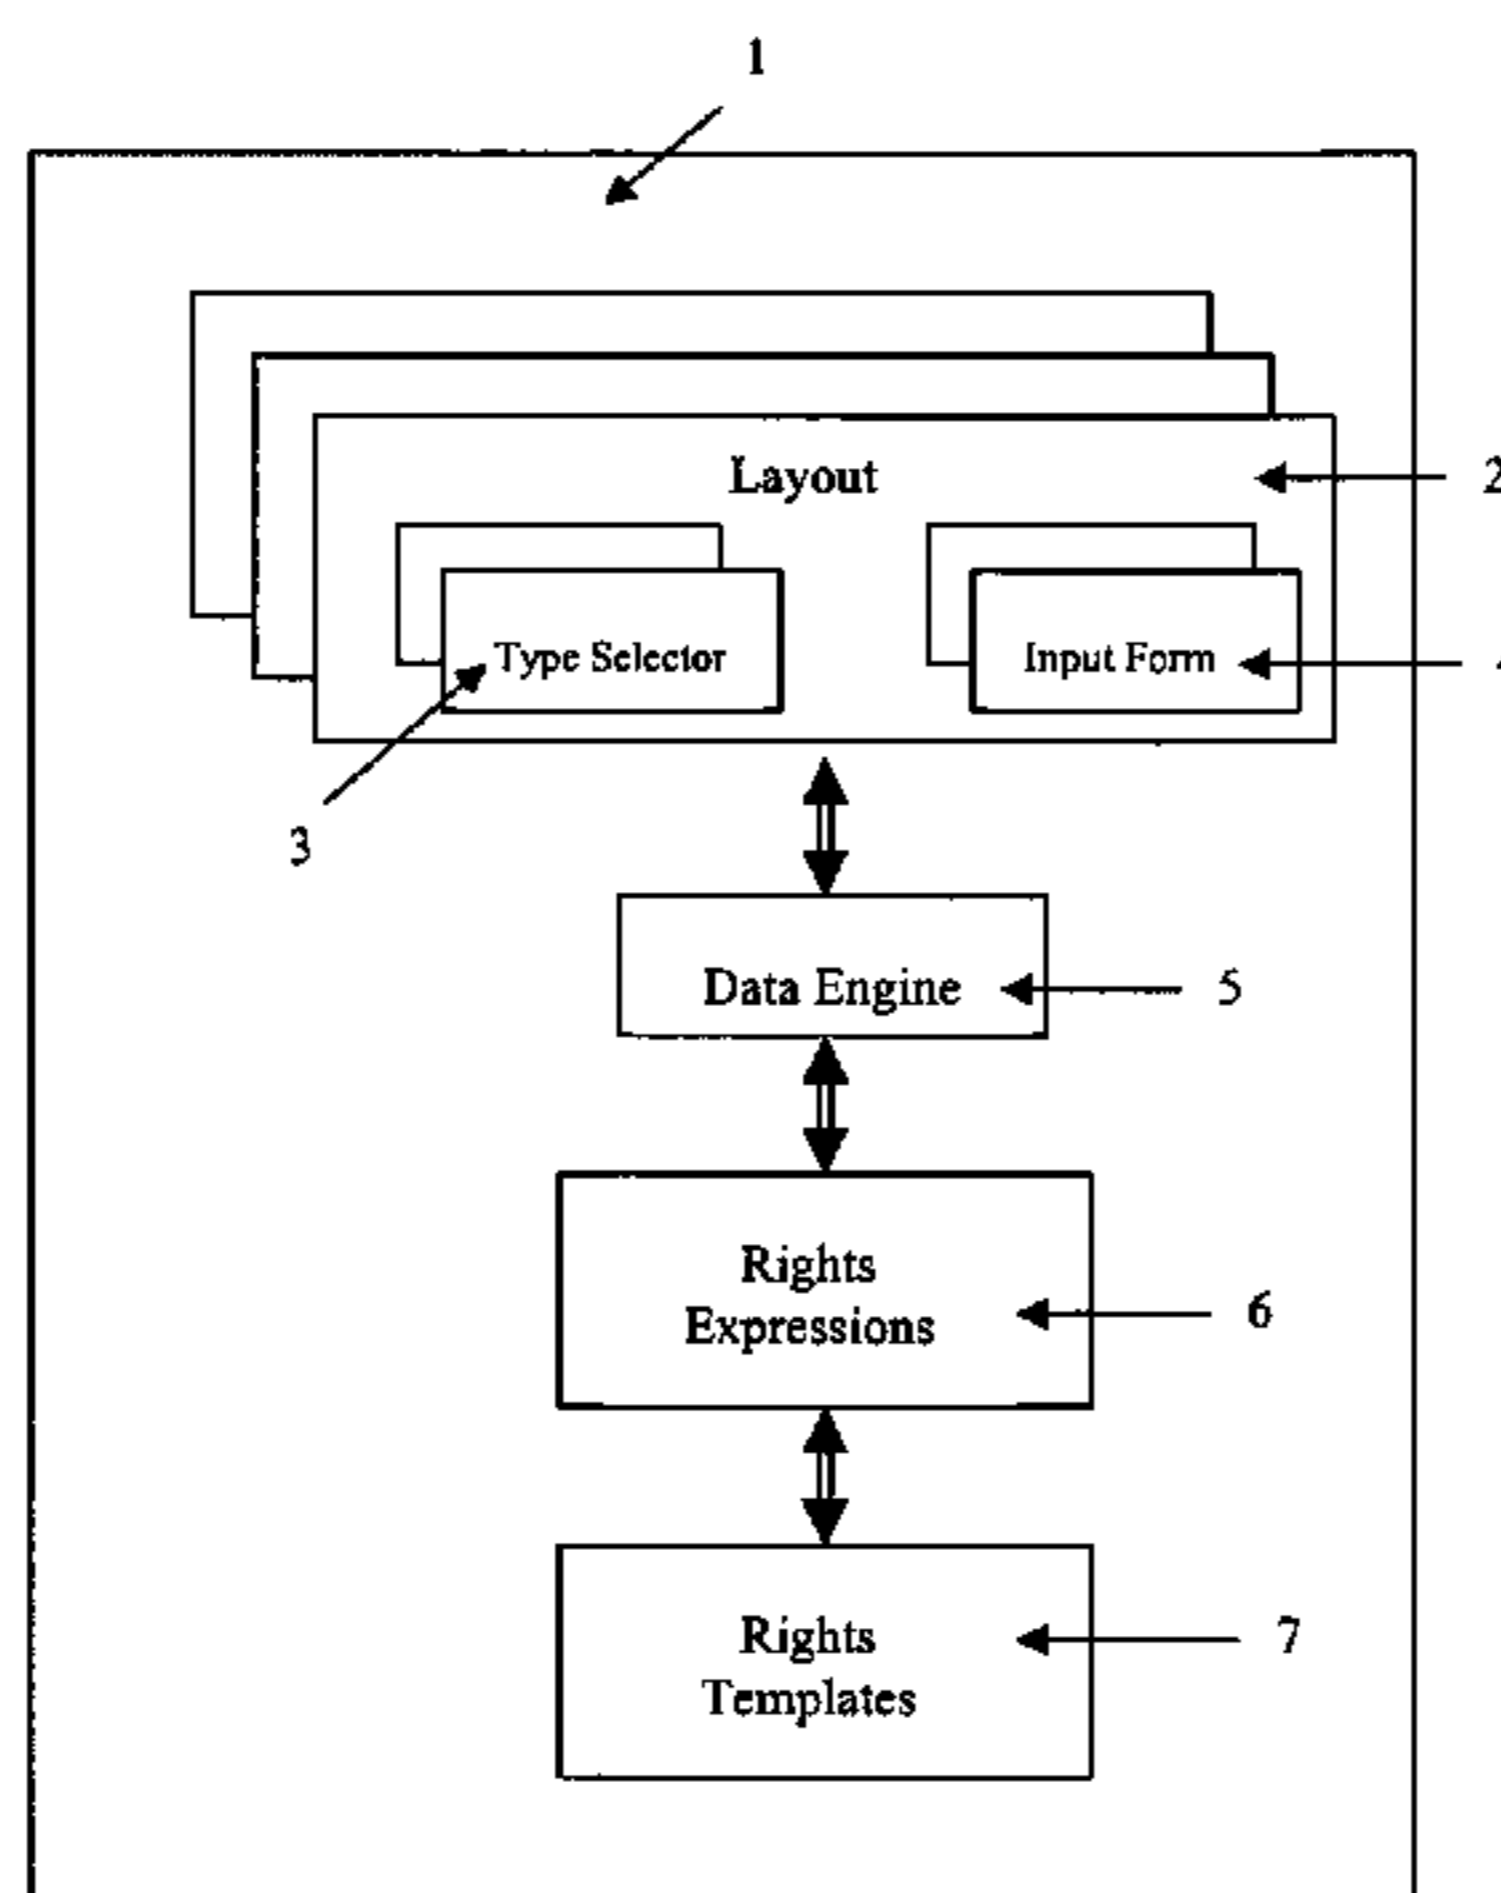 1
Layout
2
Type Selector
Input Form
3
Data Engine
5
Rights
Expressions
6
Rights
Templates
7